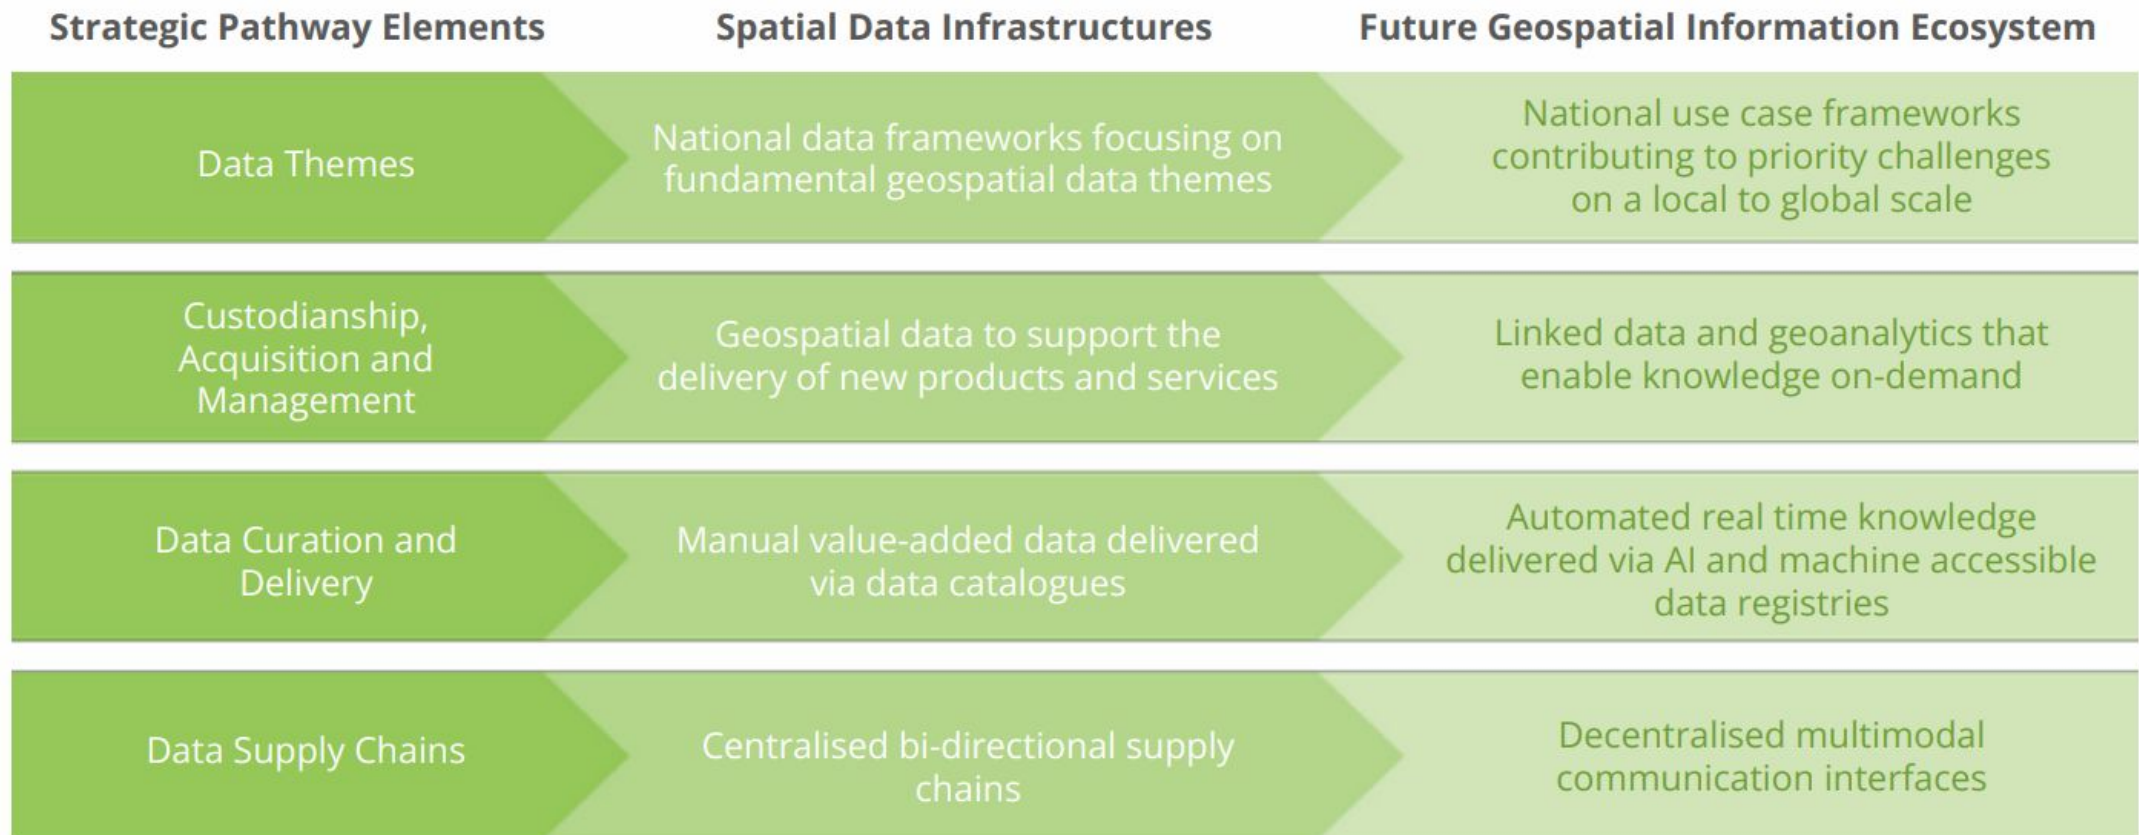 Strategic Pathway Elements
Spatial Data Infrastructures
Future Geospatial Information Ecosystem
Data Themes
National data frameworks focusing on
fundamental geospatial data themes
National use case frameworks
contributing to priority challenges
on a local to global scale
Custodianship,
Acquisition and
Management
Geospatial data to support the
delivery of new products and services
Linked data and geoanalytics that
enable knowledge on-demand
Data Curation and
Delivery
Manual value-added data delivered
via data catalogues
Automated real time knowledge
delivered via AI and machine accessible
data registries
Data Supply Chains
Centralised bi-directional supply
chains
Decentralised multimodal
communication interfaces